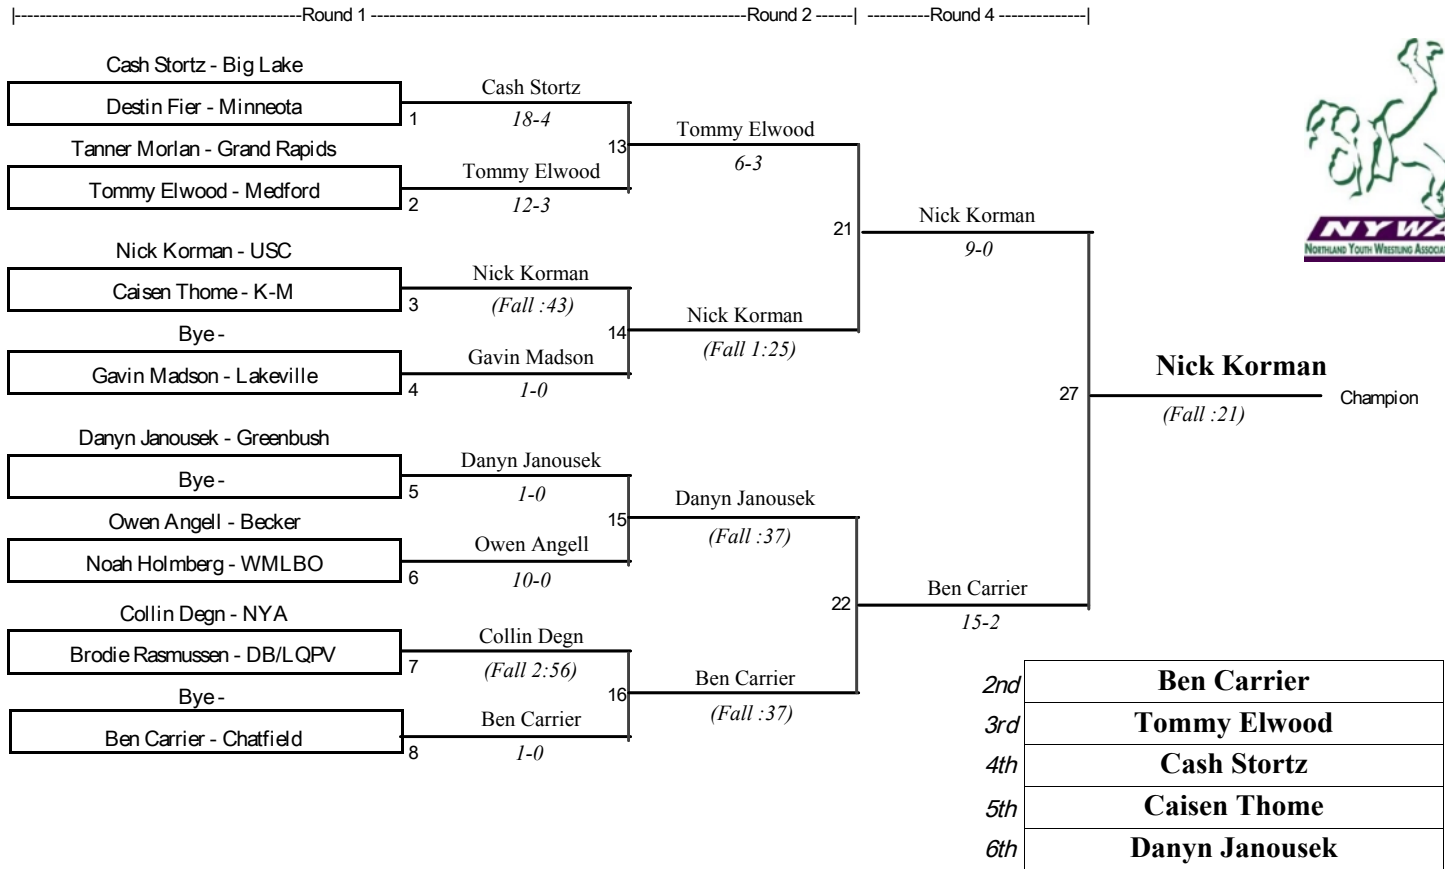 |-----------------------------------------------Round 1 ------------------------------------------------------------Round 2 ------| ----------Round 4 --------------|
Cash Stortz - Big Lake
Destin Fier - Minneota
1
Cash Stortz
18-4
Tanner Morlan - Grand Rapids
Tommy Elwood - Medford
2
Tommy Elwood
12-3
13
Tommy Elwood
6-3
Nick Korman - USC
Caisen Thome - K-M
3
Nick Korman
(Fall :43)
Bye -
Gavin Madson - Lakeville
4
Gavin Madson
1-0
14
Nick Korman
(Fall 1:25)
21
Nick Korman
9-0
Danyn Janousek - Greenbush
Bye -
5
Danyn Janousek
1-0
Owen Angell - Becker
Noah Holmberg - WMLBO
6
Owen Angell
10-0
15
Danyn Janousek
(Fall :37)
Collin Degn - NYA
Brodie Rasmussen - DB/LQPV
7
Collin Degn
(Fall 2:56)
Bye -
Ben Carrier - Chatfield
8
Ben Carrier
1-0
16
Ben Carrier
(Fall :37)
22
Ben Carrier
15-2
27
Nick Korman
(Fall :21)
Champion
NYWA
Northland Youth Wrestling Associa
2nd Ben Carrier
3rd Tommy Elwood
4th Cash Stortz
5th Caisen Thome
6th Danyn Janousek